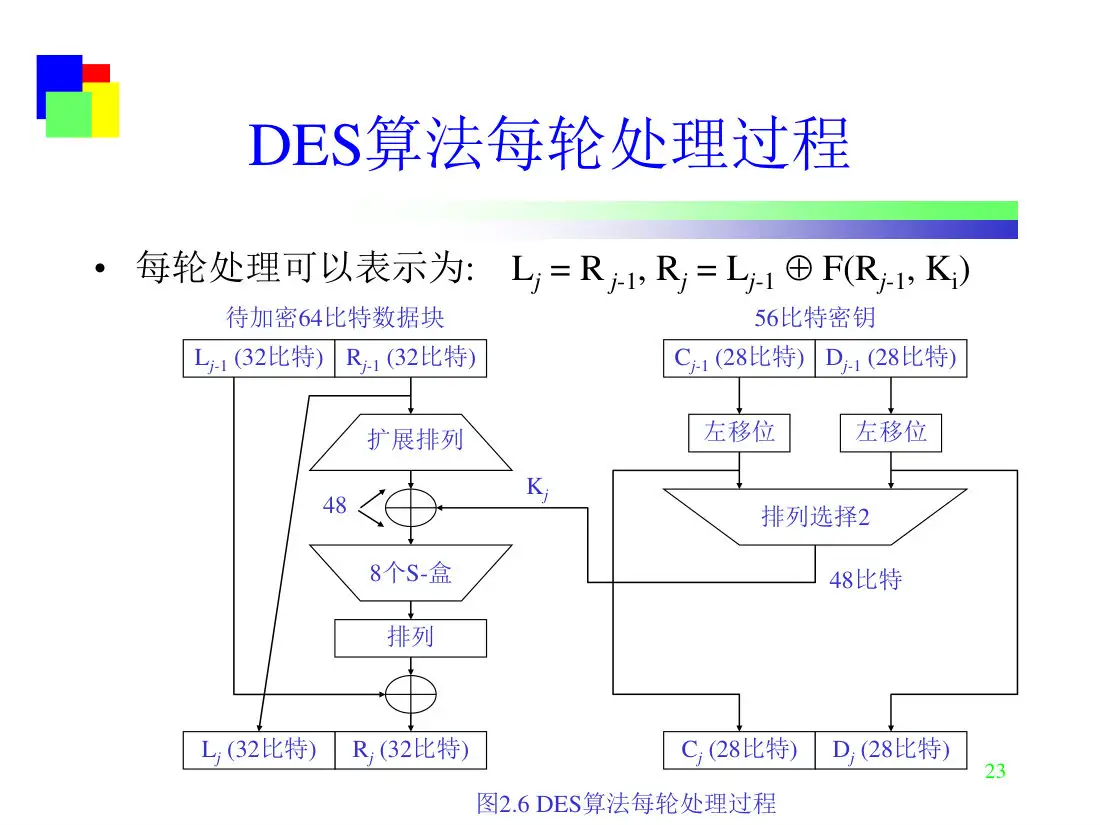 DES算法每轮处理过程
• 每轮处理可以表示为: Lj = R j-1, Rj = Lj-1 ⊕ F(Rj-1, Ki)
待加密64比特数据块 56比特密钥
Lj-1 (32比特) Rj-1 (32比特) Cj-1 (28比特) Dj-1 (28比特)
左移位 左移位
扩展排列
Kj
48
排列选择2
8个S-盒
48比特
排列
Lj (32比特) Rj (32比特) Cj (28比特) Dj (28比特)
23
图2.6 DES算法每轮处理过程